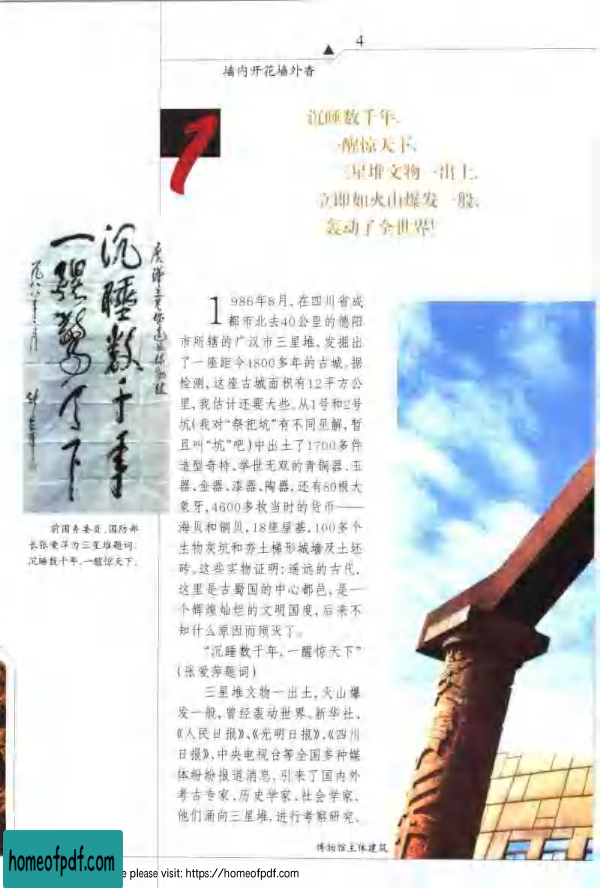 4
墙内开花墙外香
沉睡数千年,
一醒惊天下,
三星堆文物一出土,
立即如火山爆发一般,
轰动了全世界!
沉睡数千年
一醒惊天下
1986年8月,在四川省成
都市北去40公里的德阳
市所辖的广汉市三星堆,发掘出
了一座距今4800多年的古城。据
检测,这座古城面积有12平方公
里,我估计还要大些。从1号和2号
坑(我对“祭祀坑”有不同见解,暂
且叫“坑”吧)中出土了1700多件
造型奇特、举世无双的青铜器、玉
器、金器、漆器、陶器,还有80根大
象牙,4600多枚当时的货币——
海贝和铜贝,18座屋基,100多个
生物灰坑和夯土梯形城墙及土坯
砖。这些实物证明:遥远的古代,
这里是古蜀国的中心都邑,是一
个辉煌灿烂的文明国度,后来不
知什么原因而殒灭了。
“沉睡数千年,一醒惊天下”
(张爱萍题词)
三星堆文物一出土,火山爆
发一般,曾经轰动世界。新华社、
《人民日报》、《光明日报》、《四川
日报》、中央电视台等全国多种媒
体纷纷报道消息,引来了国内外
考古专家、历史学家、社会学家,
他们涌向三星堆,进行考察研究、
前国务委员、国防部
长张爱萍为三星堆题词:
沉睡数千年,一醒惊天下。
博物馆主体建筑
homeofpdf.com
e please visit: https://homeofpdf.com